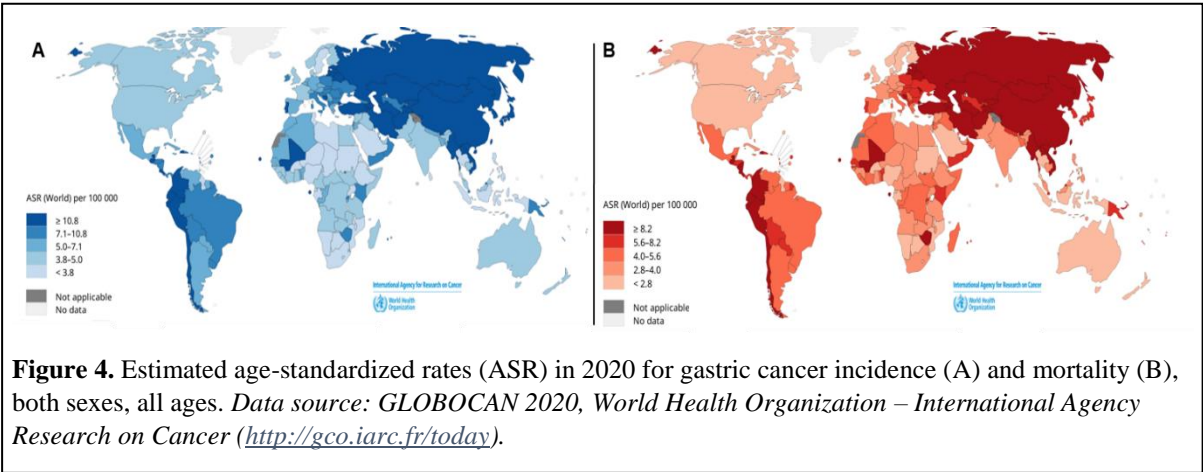 A
B
ASR (World) per 100 000
≥ 10.8
7.1–10.8
5.0–7.1
3.8–5.0
< 3.8
Not applicable
No data
International Agency for Research on Cancer
World Health
Organization
ASR (World) per 100 000
≥ 8.2
5.6–8.2
4.0–5.6
2.8–4.0
< 2.8
Not applicable
No data
International Agency for Research on Cancer
World Health
Organization
Figure 4. Estimated age-standardized rates (ASR) in 2020 for gastric cancer incidence (A) and mortality (B),
both sexes, all ages. Data source: GLOBOCAN 2020, World Health Organization – International Agency
Research on Cancer (http://gco.iarc.fr/today).